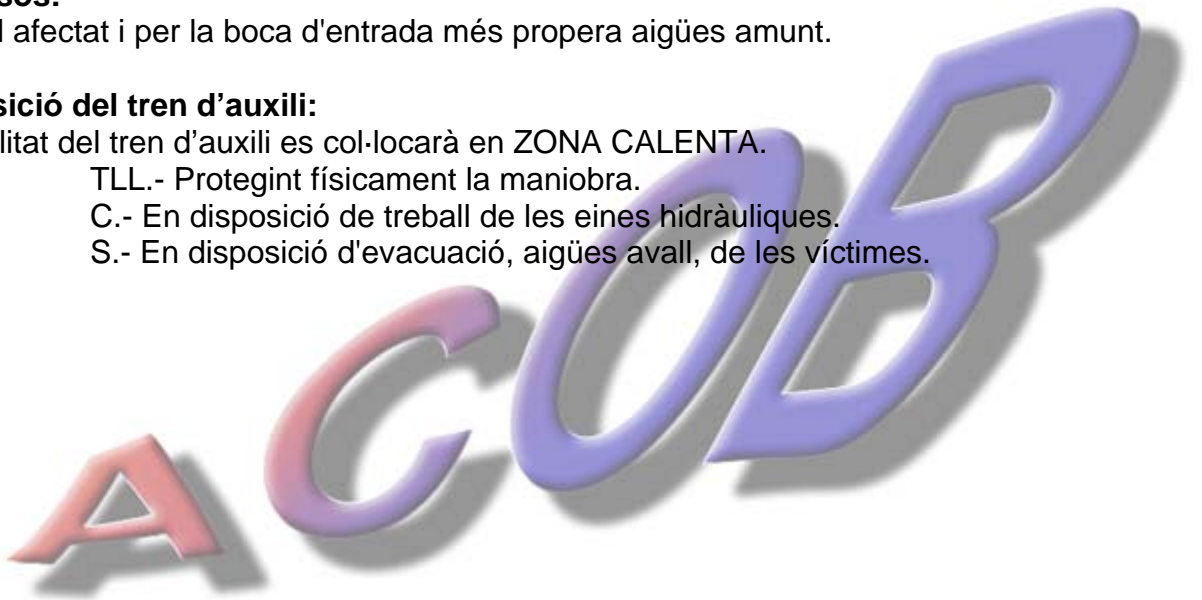 sos:
l afectat i per la boca d'entrada més propera aigües amunt.
sició del tren d’auxili:
litat del tren d’auxili es col·locarà en ZONA CALENTA.
TLL.- Protegint físicament la maniobra.
C.- En disposició de treball de les eines hidràuliques.
S.- En disposició d'evacuació, aigües avall, de les víctimes.
ACOB